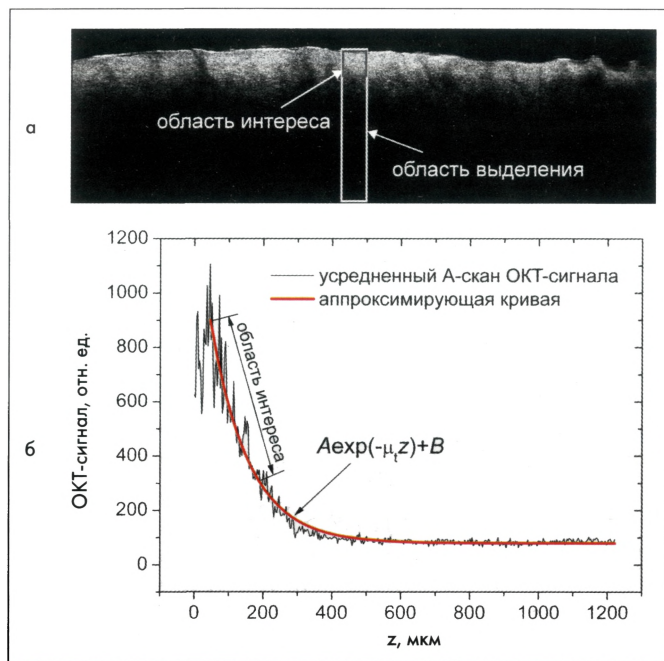 а
область интереса
область выделения
б
ОКТ-сигнал, отн. ед.
1200
1000
800
600
400
200
0
усредненный А-скан ОКТ-сигнала
аппроксимирующая кривая
область интереса
Aexp(-μₜz)+B
0 200 400 600 800 1000 1200
z, мкм